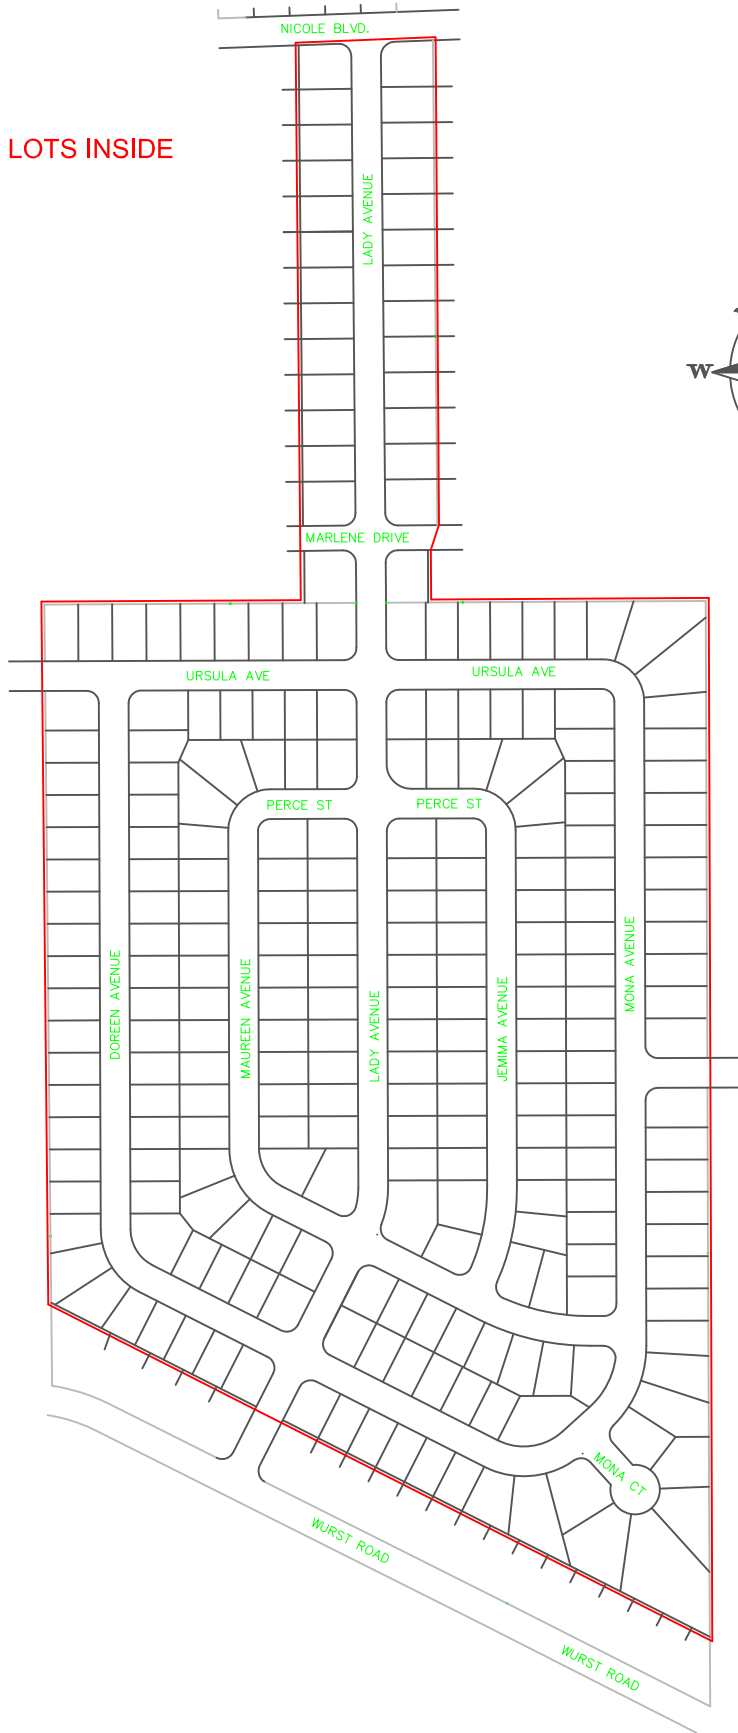 NICOLE BLVD.
LOTS INSIDE
LADY AVENUE
W
MARLENE DRIVE
URSULA AVE
URSULA AVE
PERCE ST
PERCE ST
DOREEN AVENUE
MAUREEN AVENUE
LADY AVENUE
JEMIMA AVENUE
MONA AVENUE
MONA CT
WURST ROAD
WURST ROAD